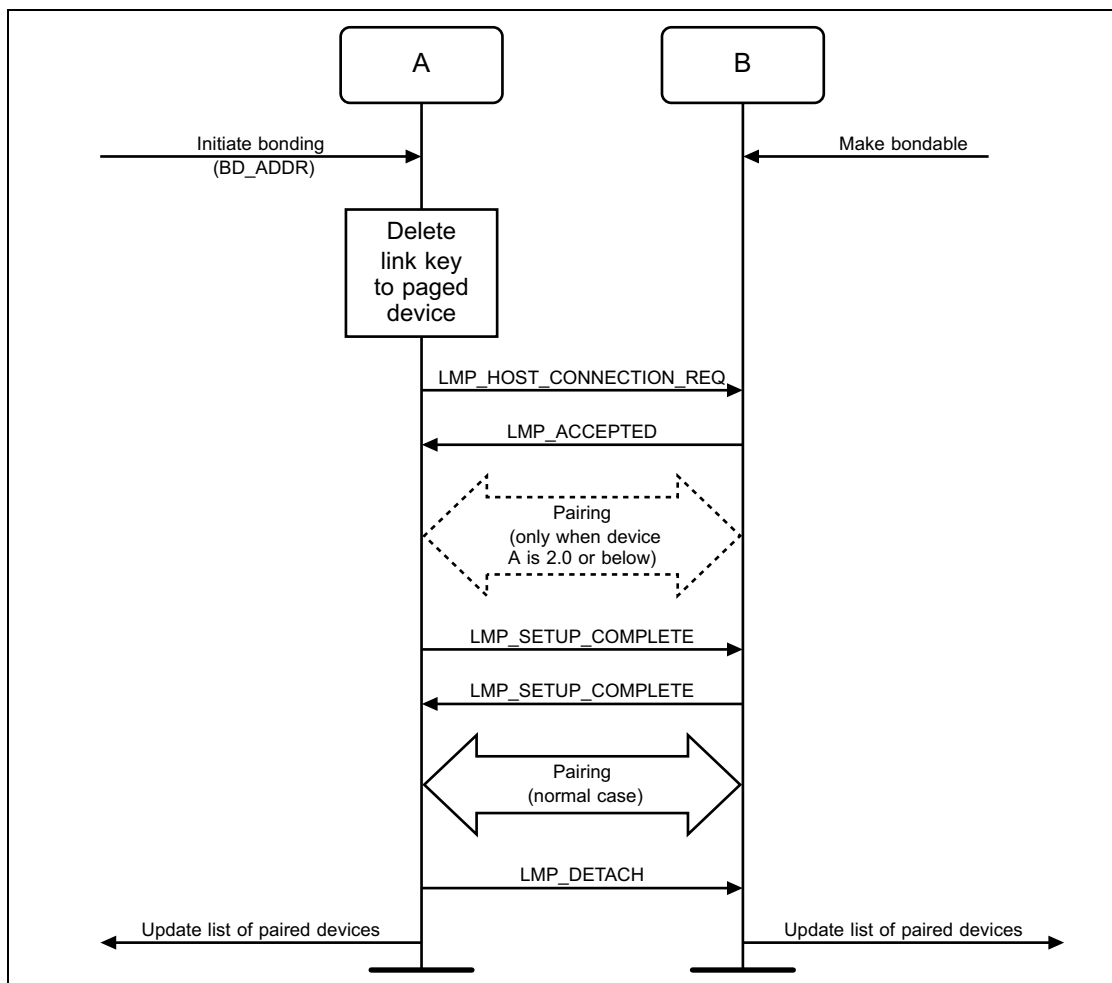 A
B
Initiate bonding
(BD_ADDR)
Make bondable
Delete
link key
to paged
device
LMP_HOST_CONNECTION_REQ
LMP_ACCEPTED
Pairing
(only when device
A is 2.0 or below)
LMP_SETUP_COMPLETE
LMP_SETUP_COMPLETE
Pairing
(normal case)
LMP_DETACH
Update list of paired devices
Update list of paired devices